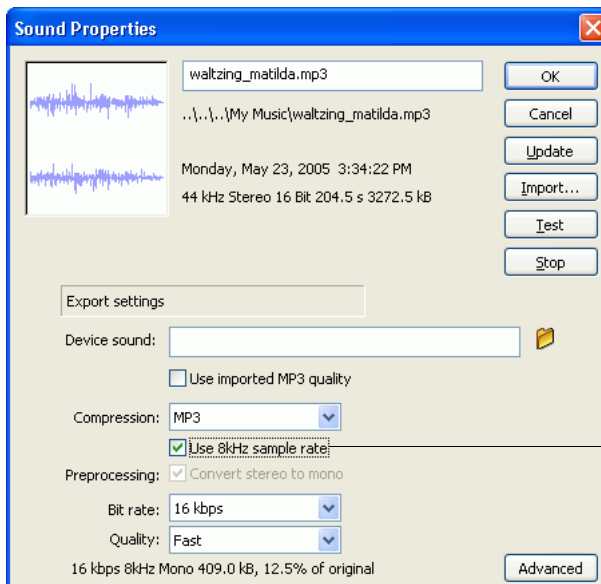 Sound Properties
waltzing_matilda.mp3
OK
..\..\..\My Music\waltzing_matilda.mp3
Cancel
Update
Monday, May 23, 2005 3:34:22 PM
44 kHz Stereo 16 Bit 204.5 s 3272.5 kB
Import...
Test
Stop
Export settings
Device sound:
Use imported MP3 quality
Compression: MP3
Use 8kHz sample rate
Preprocessing: Convert stereo to mono
Bit rate: 16 kbps
Quality: Fast
16 kbps 8kHz Mono 409.0 kB, 12.5% of original
Advanced